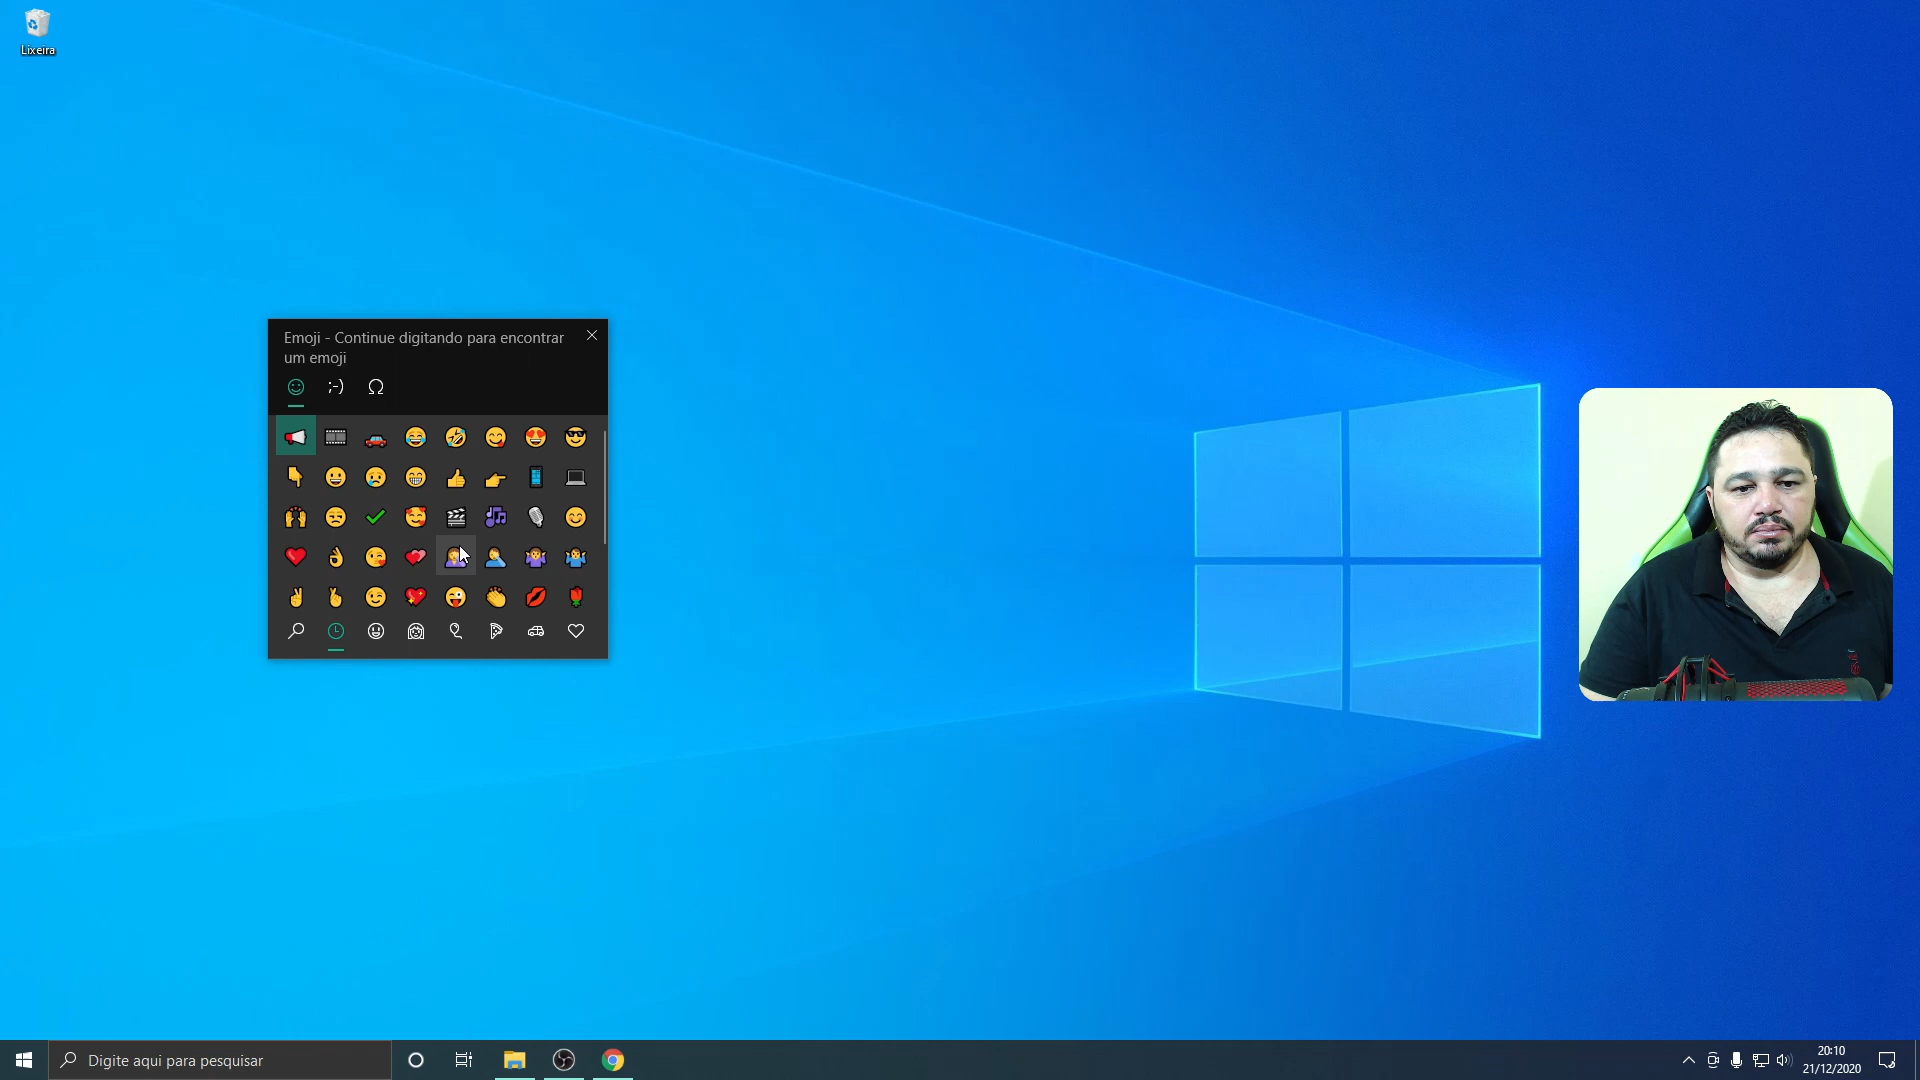 Lixeira
Emoji - Continue digitando para encontrar
um emoji
;-)
Ω
Digite aqui para pesquisar
20:10
21/12/2020